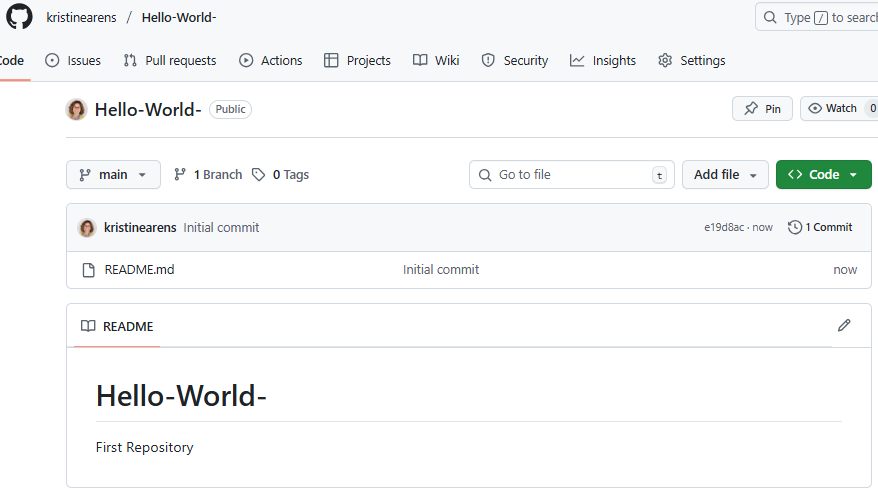 kristinearens / Hello-World-
Type / to search
Code Issues Pull requests Actions Projects Wiki Security Insights Settings
Hello-World- Public Pin Watch 0
main 1 Branch 0 Tags Go to file t Add file Code
kristinearens Initial commit e19d8ac · now 1 Commit
README.md Initial commit now
README
Hello-World-
First Repository